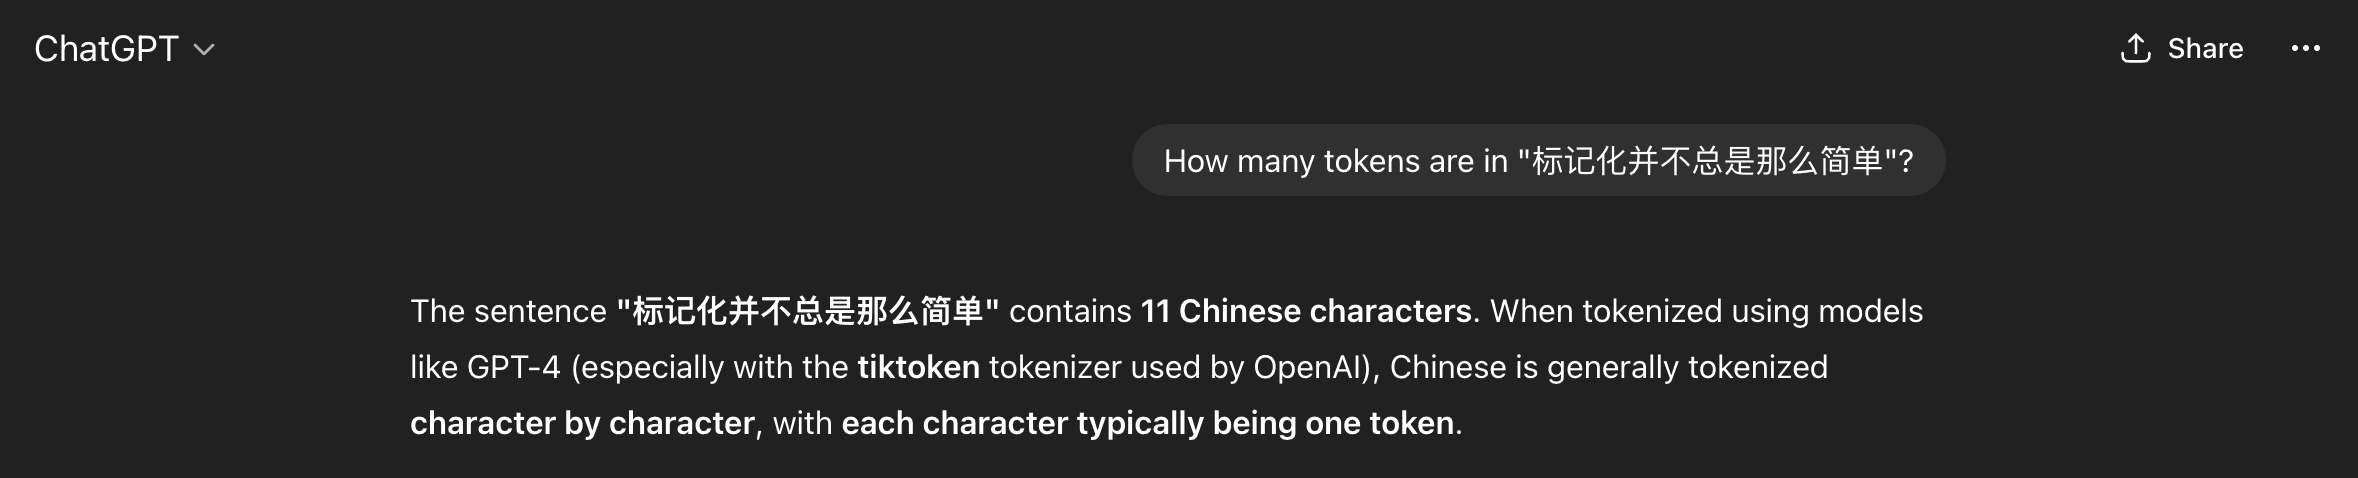 ChatGPT
Share
How many tokens are in "标记化并不总是那么简单"?
The sentence "标记化并不总是那么简单" contains 11 Chinese characters. When tokenized using models
like GPT-4 (especially with the tiktoken tokenizer used by OpenAI), Chinese is generally tokenized
character by character, with each character typically being one token.